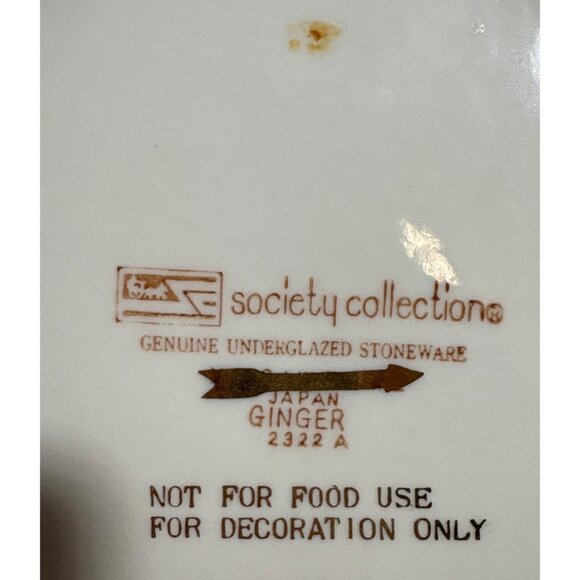 society collection®
GENUINE UNDERGLAZED STONEWARE
JAPAN
GINGER
2322 A
NOT FOR FOOD USE
FOR DECORATION ONLY